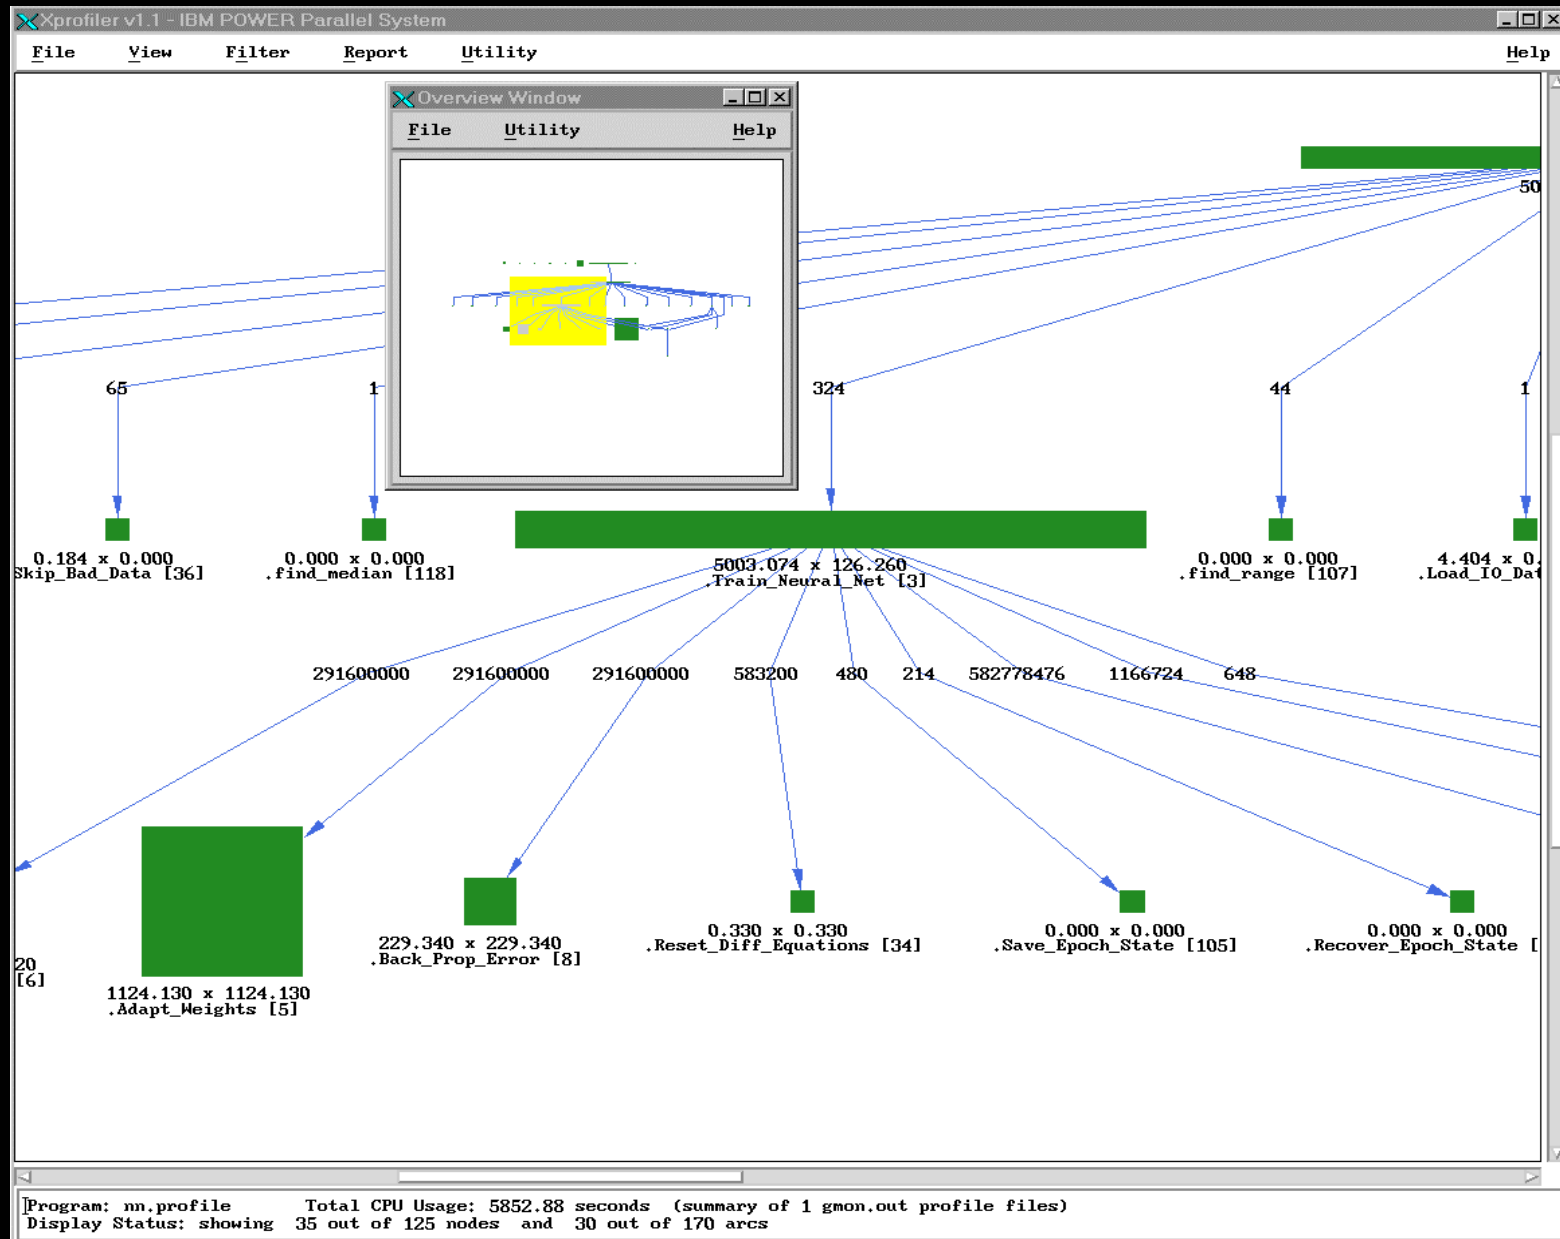 Xprofiler v1.1 - IBM POWER Parallel System
File View Filter Report Utility Help
Overview Window
File Utility Help
50
65
1
324
44
1
0.184 x 0.000
Skip_Bad_Data [36]
0.000 x 0.000
.find_median [118]
5003.074 x 126.260
.Train_Neural_Net [3]
0.000 x 0.000
.find_range [107]
4.404 x 0.
.Load_IO_Dat
291600000 291600000 291600000 583200 480 214 582778476 1166724 648
20
[6]
1124.130 x 1124.130
.Adapt_Weights [5]
229.340 x 229.340
.Back_Prop_Error [8]
0.330 x 0.330
.Reset_Diff_Equations [34]
0.000 x 0.000
.Save_Epoch_State [105]
0.000 x 0.000
.Recover_Epoch_State [
Program: nn.profile Total CPU Usage: 5852.88 seconds (summary of 1 gmon.out profile files)
Display Status: showing 35 out of 125 nodes and 30 out of 170 arcs